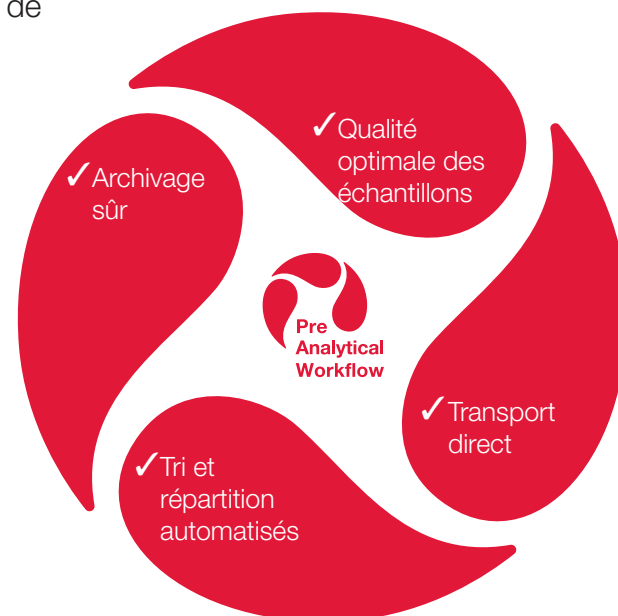 de
✓Qualité
optimale des
échantillons
✓Archivage
sûr
Pre
Analytical
Workflow
✓Transport
direct
✓Tri et
répartition
automatisés